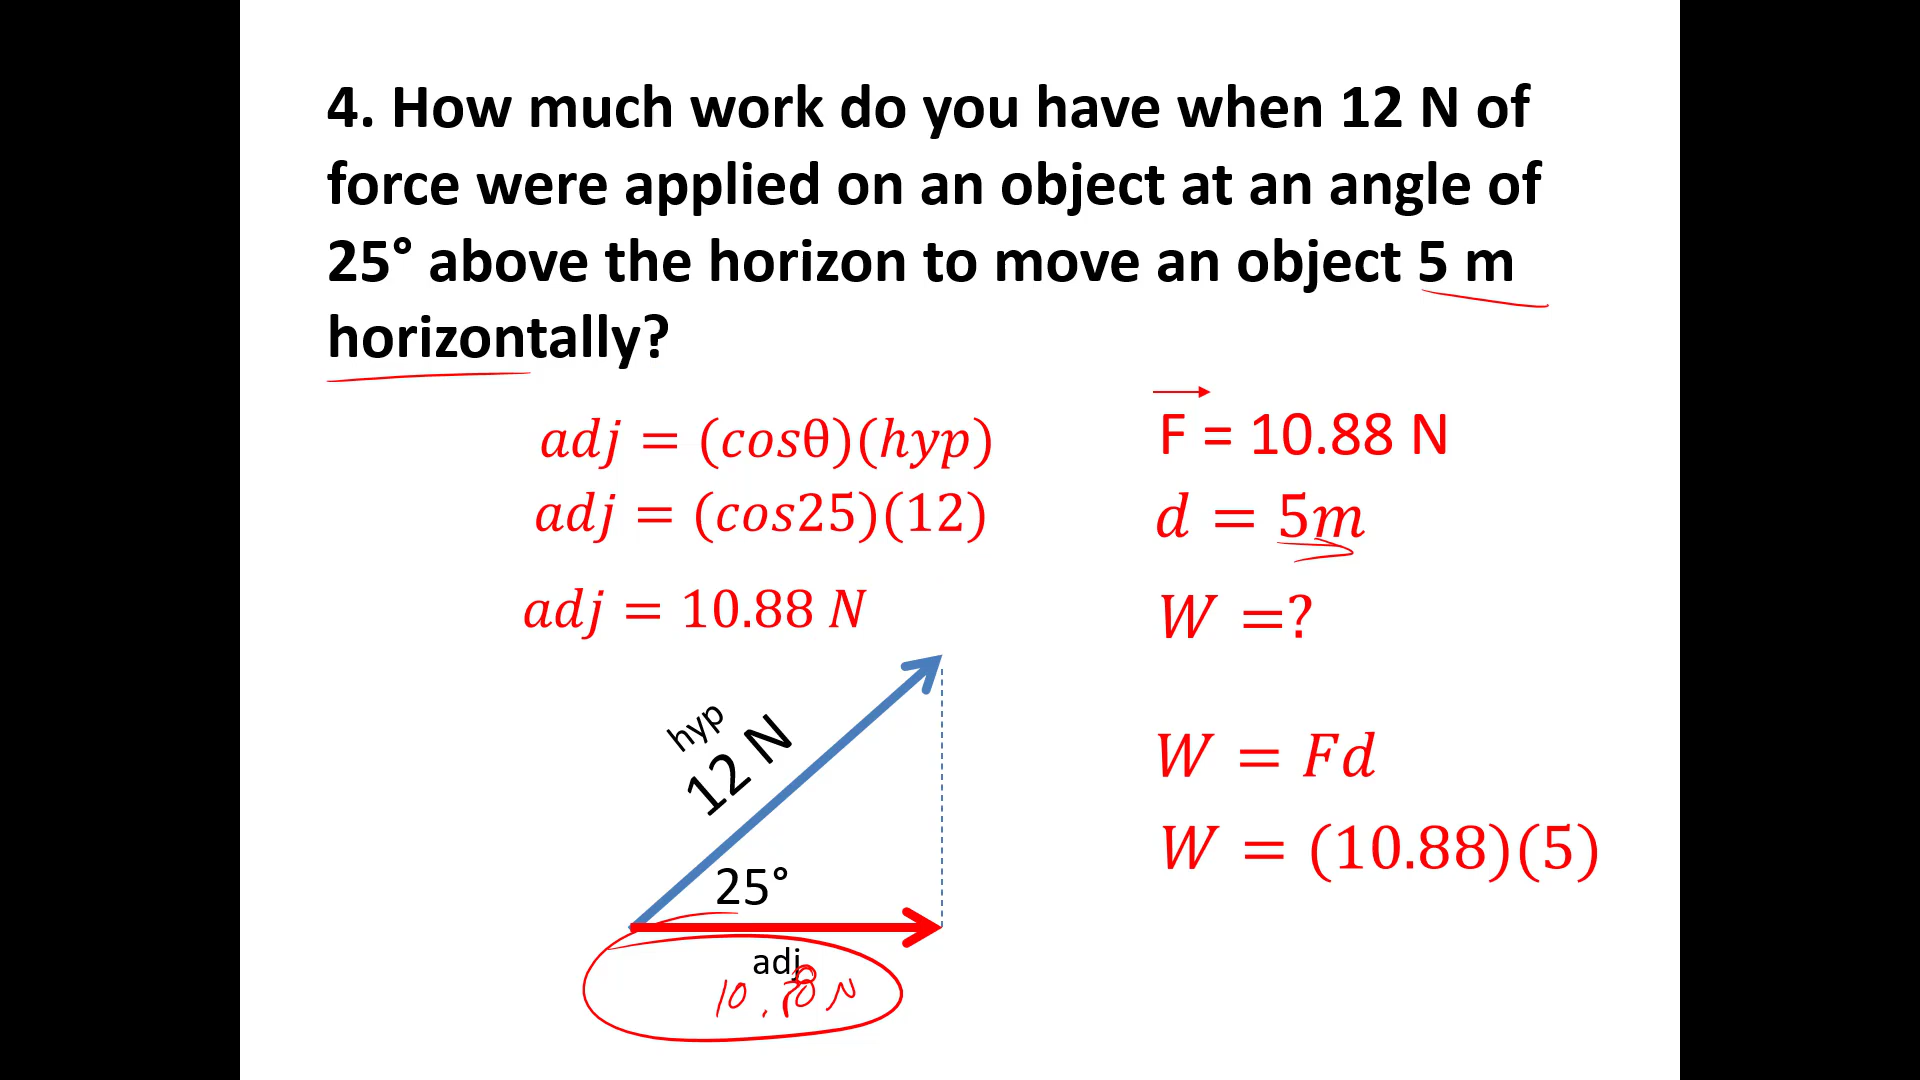 4. How much work do you have when 12 N of
force were applied on an object at an angle of
25° above the horizon to move an object 5 m
horizontally?
adj = (cosθ)(hyp)
adj = (cos25)(12)
adj = 10.88 N
F = 10.88 N
d = 5m
W =?
W = Fd
W = (10.88)(5)
hyp
12 N
25°
adj
10.88 N